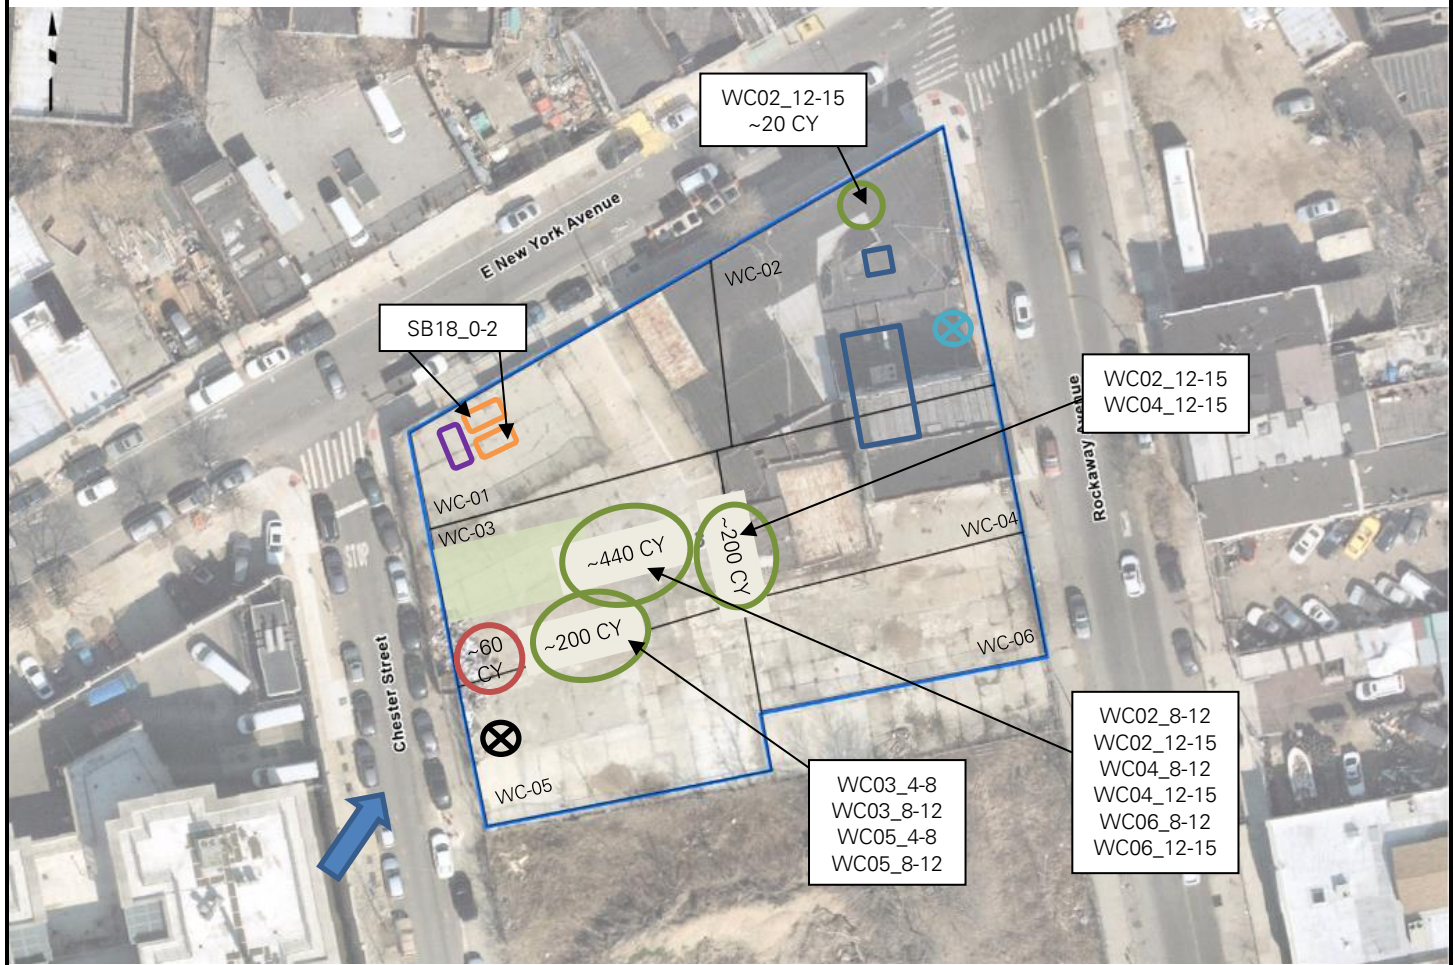 WC02_12-15
~20 CY
E New York Avenue
WC-02
SB18_0-2
WC02_12-15
WC04_12-15
Rockaway Avenue
WC-01
WC-03
WC-04
~440 CY
~200 CY
~200 CY
~60
CY
WC-06
Chester Street
WC-05
WC03_4-8
WC03_8-12
WC05_4-8
WC05_8-12
WC02_8-12
WC02_12-15
WC04_8-12
WC04_12-15
WC06_8-12
WC06_12-15
STOP